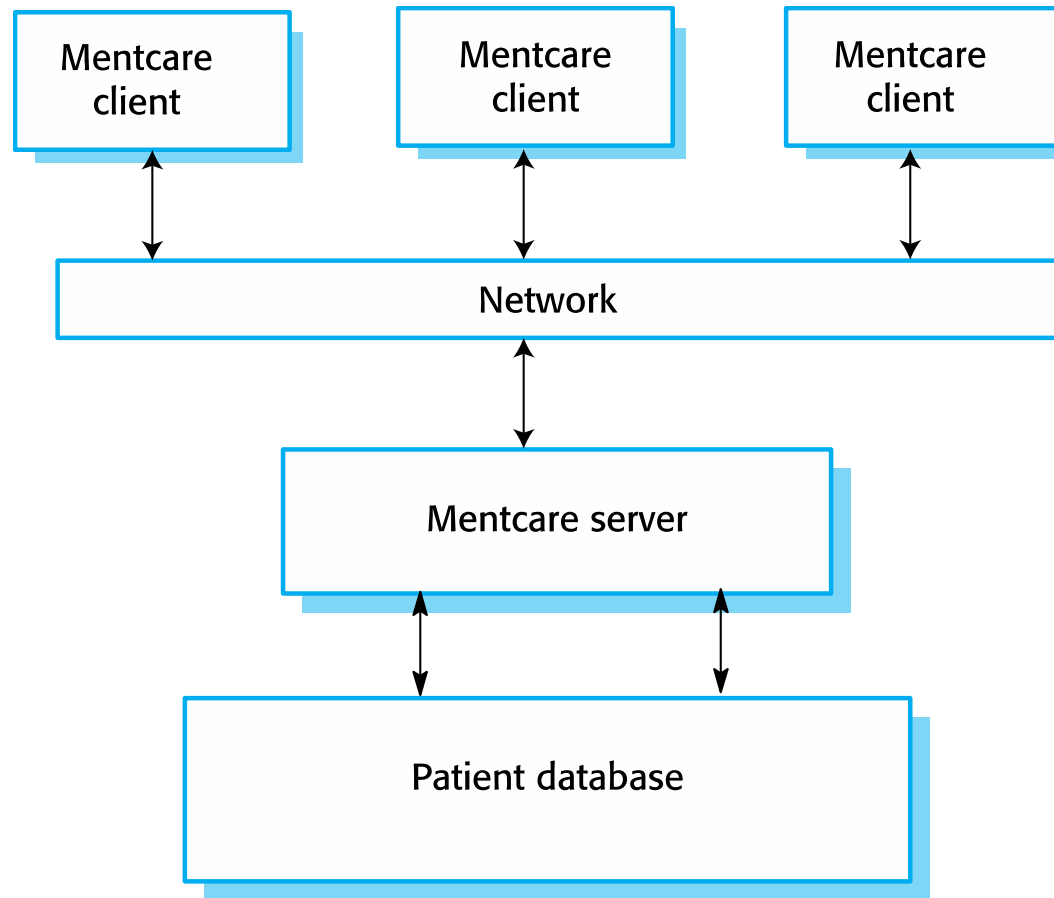 Mentcare
client
Mentcare
client
Mentcare
client
Network
Mentcare server
Patient database